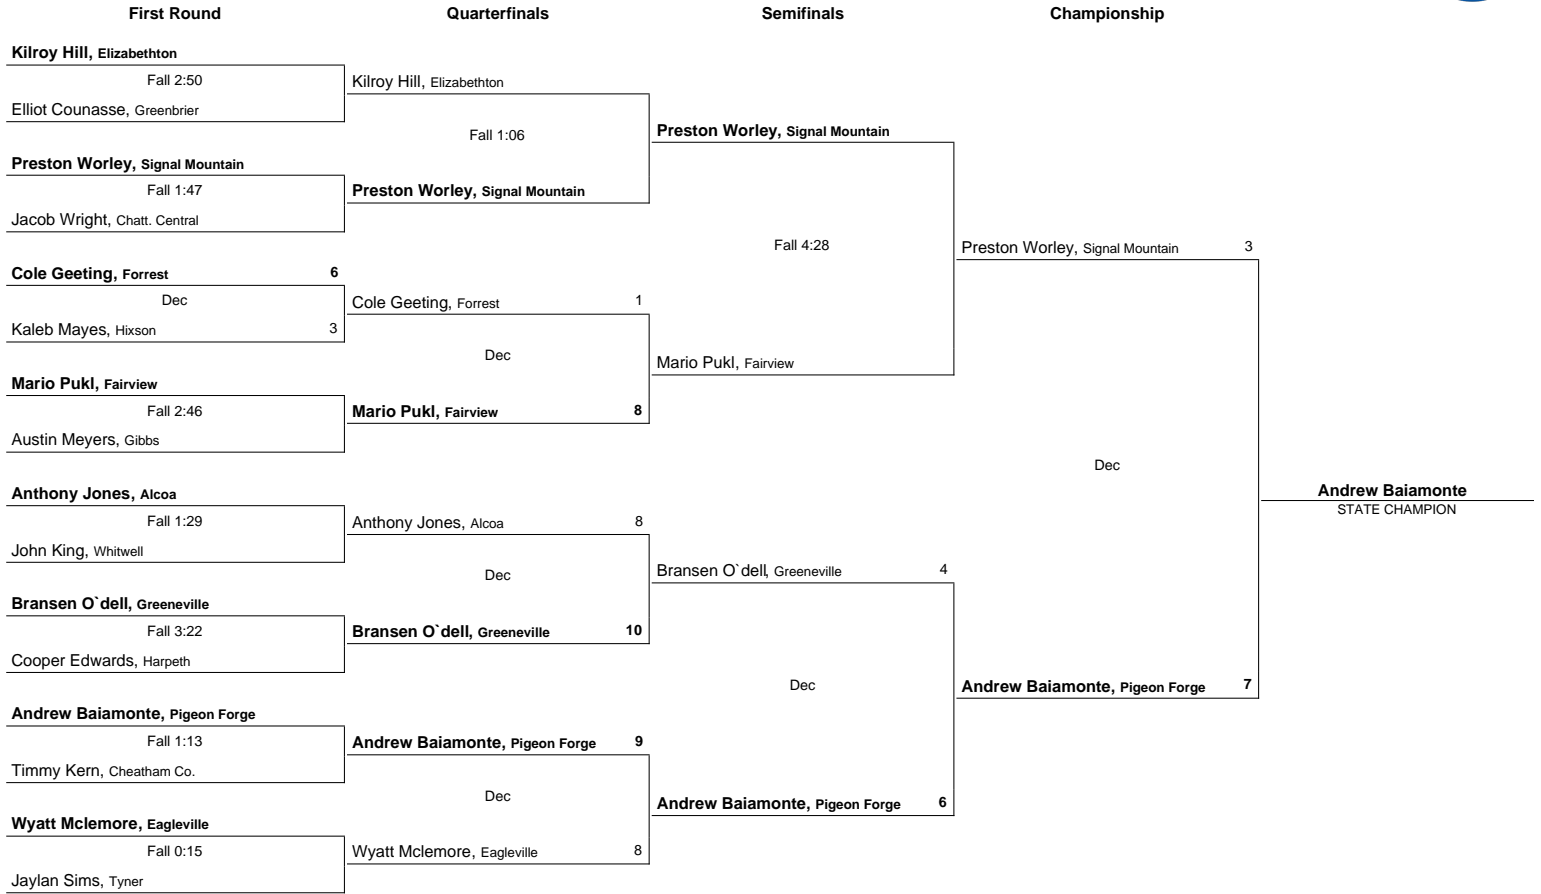 First Round
Quarterfinals
Semifinals
Championship
Kilroy Hill, Elizabethton
Fall 2:50
Elliot Counasse, Greenbrier
Preston Worley, Signal Mountain
Fall 1:47
Jacob Wright, Chatt. Central
Cole Geeting, Forrest 6
Dec
Kaleb Mayes, Hixson 3
Mario Pukl, Fairview
Fall 2:46
Austin Meyers, Gibbs
Anthony Jones, Alcoa
Fall 1:29
John King, Whitwell
Bransen O`dell, Greeneville
Fall 3:22
Cooper Edwards, Harpeth
Andrew Baiamonte, Pigeon Forge
Fall 1:13
Timmy Kern, Cheatham Co.
Wyatt Mclemore, Eagleville
Fall 0:15
Jaylan Sims, Tyner
Kilroy Hill, Elizabethton
Fall 1:06
Preston Worley, Signal Mountain
Cole Geeting, Forrest 1
Dec
Mario Pukl, Fairview 8
Anthony Jones, Alcoa 8
Dec
Bransen O`dell, Greeneville 10
Andrew Baiamonte, Pigeon Forge 9
Dec
Wyatt Mclemore, Eagleville 8
Preston Worley, Signal Mountain
Fall 4:28
Mario Pukl, Fairview
Bransen O`dell, Greeneville 4
Dec
Andrew Baiamonte, Pigeon Forge 6
Preston Worley, Signal Mountain 3
Dec
Andrew Baiamonte, Pigeon Forge 7
Andrew Baiamonte
STATE CHAMPION